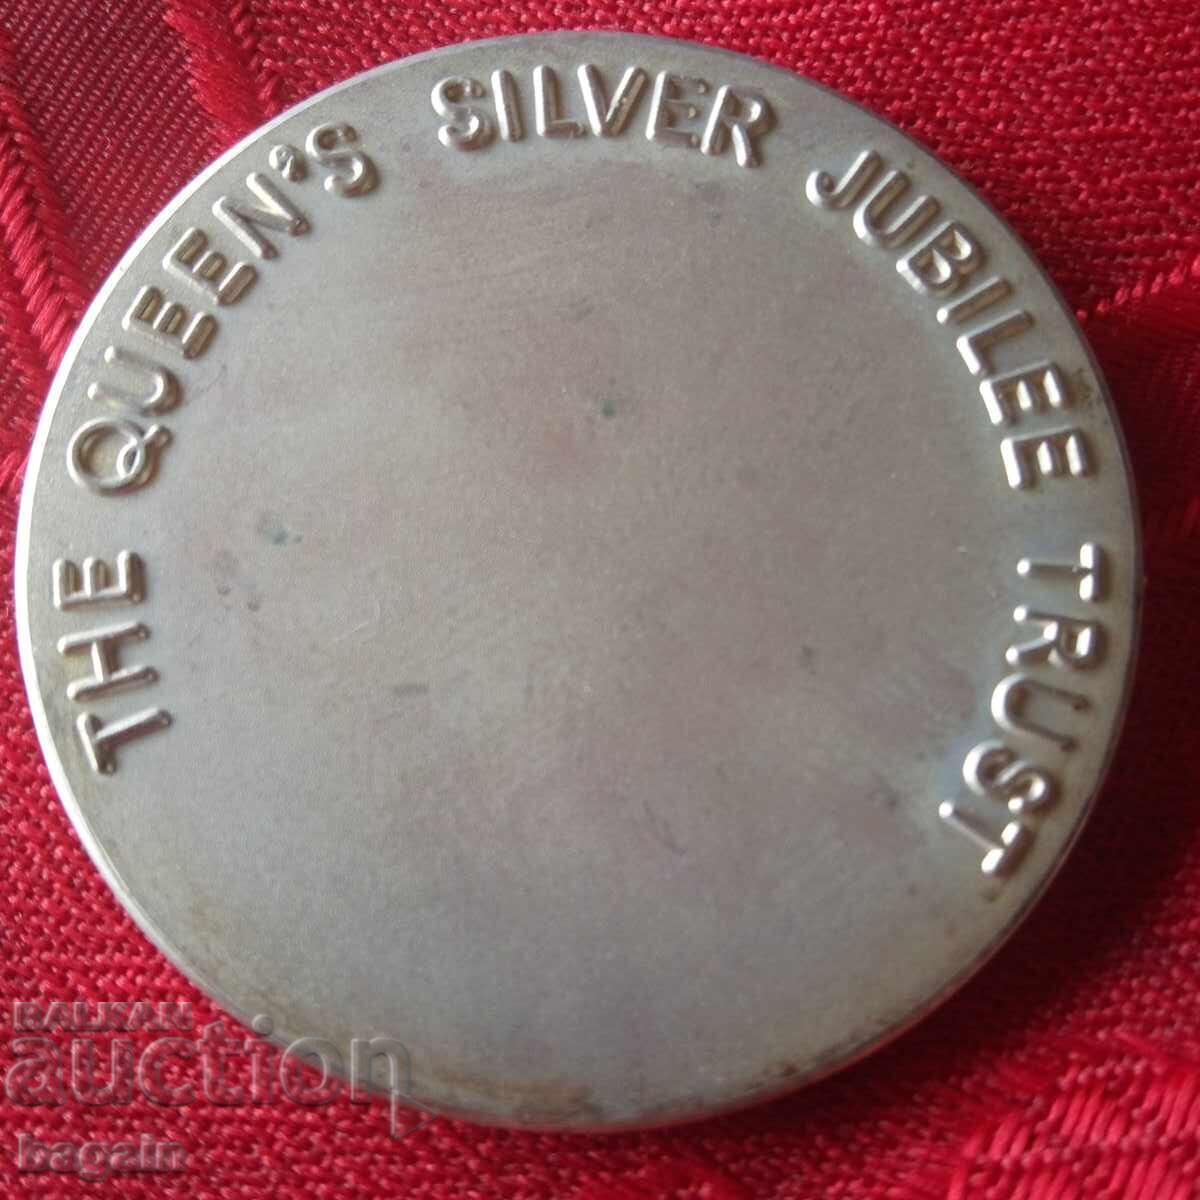 THE QUEEN'S SILVER JUBILEE TRUST
BALKAN
auction
bagain